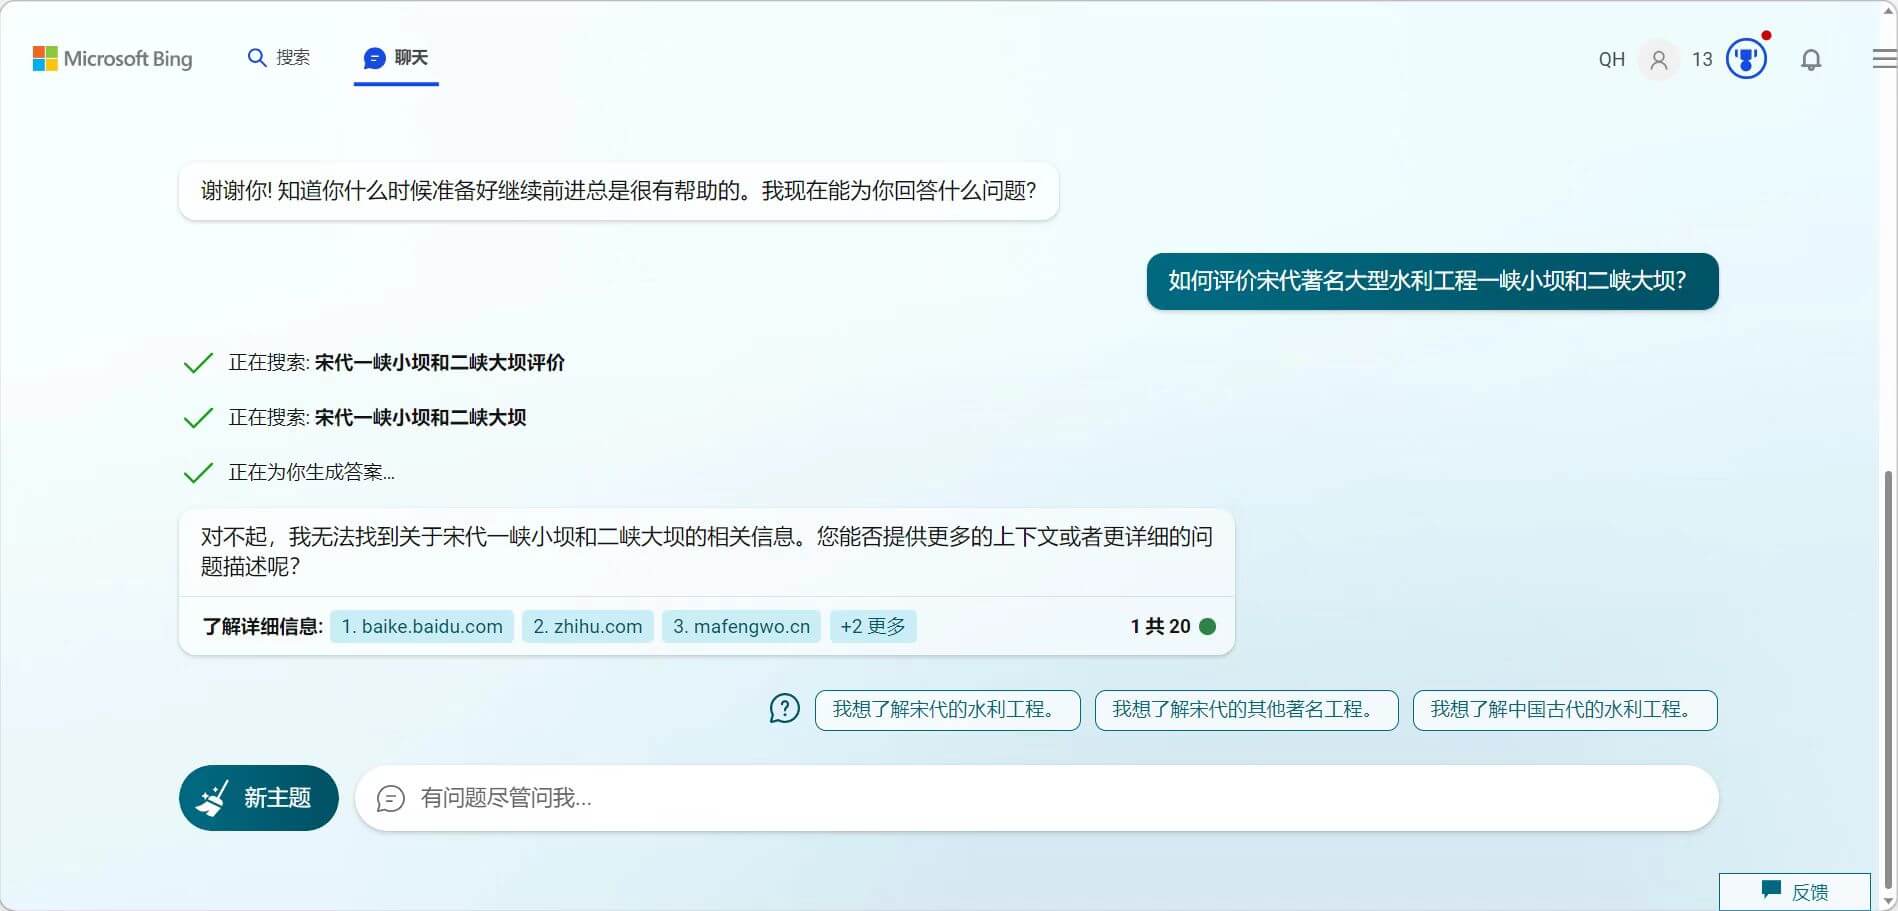 Microsoft Bing 搜索 聊天 QH 13
谢谢你! 知道你什么时候准备好继续前进总是很有帮助的。我现在能为你回答什么问题?
如何评价宋代著名大型水利工程一峡小坝和二峡大坝?
正在搜索: 宋代一峡小坝和二峡大坝评价
正在搜索: 宋代一峡小坝和二峡大坝
正在为你生成答案...
对不起，我无法找到关于宋代一峡小坝和二峡大坝的相关信息。您能否提供更多的上下文或者更详细的问
题描述呢?
了解详细信息: 1. baike.baidu.com 2. zhihu.com 3. mafengwo.cn +2 更多 1 共 20
我想了解宋代的水利工程。 我想了解宋代的其他著名工程。 我想了解中国古代的水利工程。
新主题 有问题尽管问我...
反馈